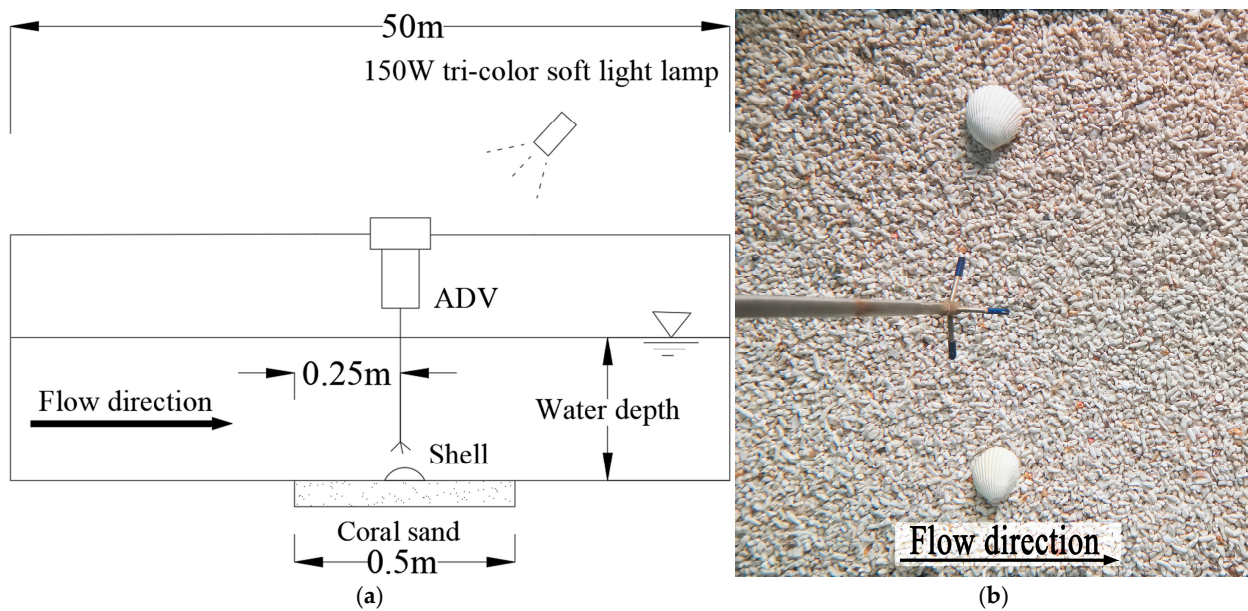 50m
150W tri-color soft light lamp
ADV
0.25m
Flow direction
Water depth
Shell
Coral sand
0.5m
(a)
Flow direction
(b)